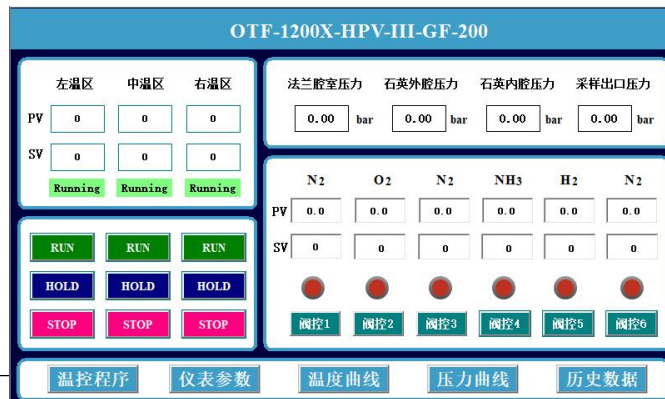 OTF-1200X-HPV-III-GF-200
左温区 中温区 右温区
PV 0 0 0
SV 0 0 0
Running Running Running
法兰腔室压力 石英外腔压力 石英内腔压力 采样出口压力
0.00 bar 0.00 bar 0.00 bar 0.00 bar
N2 O2 N2 NH3 H2 N2
PV 0.0 0.0 0.0 0.0 0.0 0.0
SV 0 0 0 0 0 0
阀控1 阀控2 阀控3 阀控4 阀控5 阀控6
RUN RUN RUN
HOLD HOLD HOLD
STOP STOP STOP
温控程序 仪表参数 温度曲线 压力曲线 历史数据